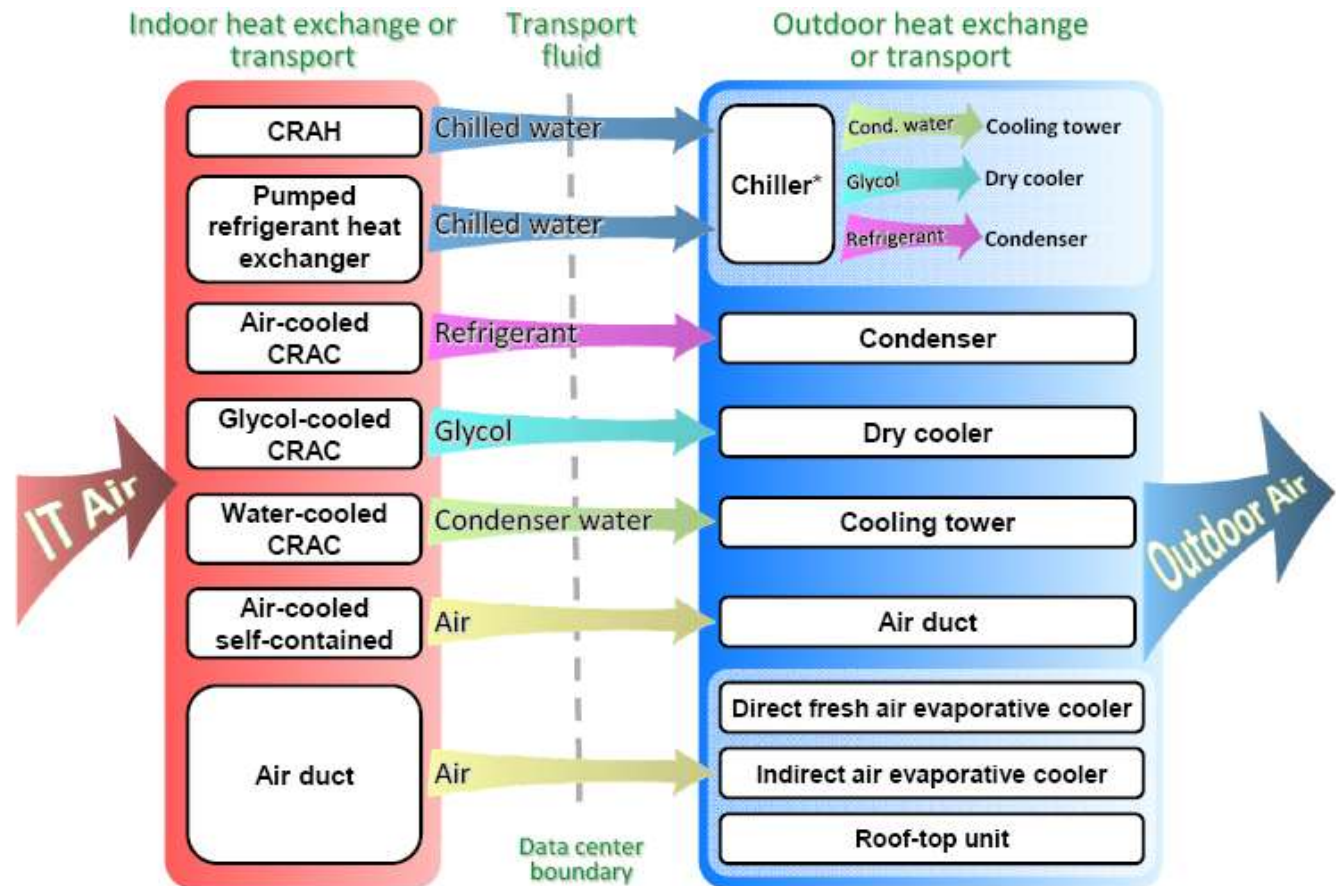 Indoor heat exchange or
transport
Transport
fluid
Outdoor heat exchange
or transport
CRAH
Chilled water
Chiller*
Cond. water
Cooling tower
Glycol
Dry cooler
Refrigerant
Condenser
Pumped
refrigerant heat
exchanger
Chilled water
Air-cooled
CRAC
Refrigerant
Condenser
Glycol-cooled
CRAC
Glycol
Dry cooler
Water-cooled
CRAC
Condenser water
Cooling tower
Air-cooled
self-contained
Air
Air duct
Air duct
Air
Direct fresh air evaporative cooler
Indirect air evaporative cooler
Roof-top unit
IT Air
Outdoor Air
Data center
boundary